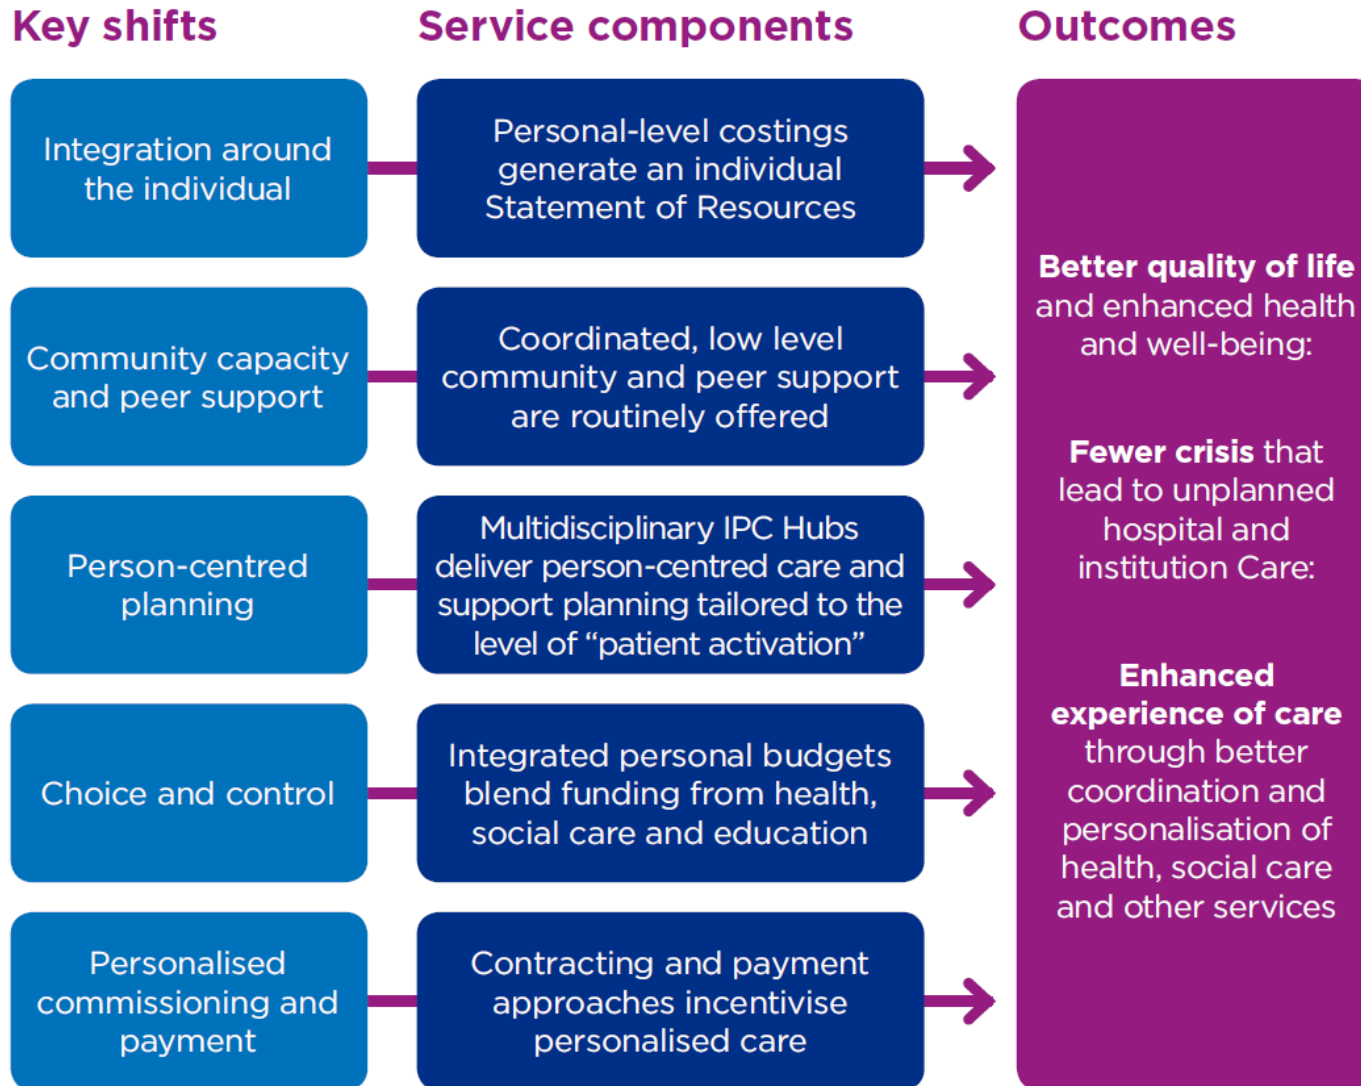 Key shifts
Service components
Outcomes
Integration around
the individual
Personal-level costings
generate an individual
Statement of Resources
Community capacity
and peer support
Coordinated, low level
community and peer support
are routinely offered
Person-centred
planning
Multidisciplinary IPC Hubs
deliver person-centred care and
support planning tailored to the
level of “patient activation”
Choice and control
Integrated personal budgets
blend funding from health,
social care and education
Personalised
commissioning and
payment
Contracting and payment
approaches incentivise
personalised care
Better quality of life
and enhanced health
and well-being:
Fewer crisis that
lead to unplanned
hospital and
institution Care:
Enhanced
experience of care
through better
coordination and
personalisation of
health, social care
and other services